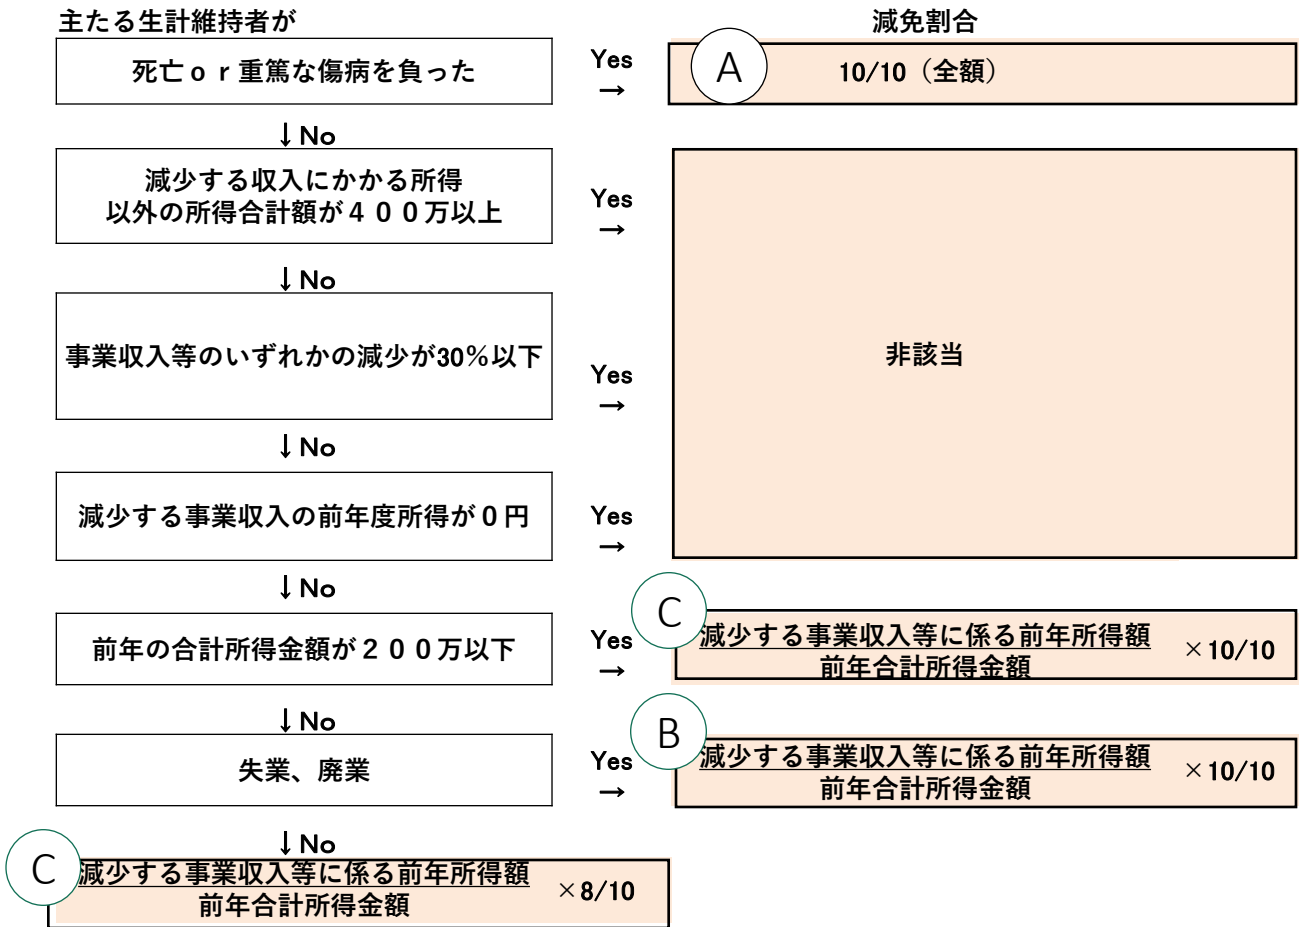 主たる生計維持者が
減免割合
死亡ｏｒ重篤な傷病を負った
Yes
→
A
10/10（全額）
↓No
減少する収入にかかる所得
以外の所得合計額が４００万以上
Yes
→
↓No
事業収入等のいずれかの減少が30％以下
Yes
→
非該当
↓No
減少する事業収入の前年度所得が０円
Yes
→
↓No
前年の合計所得金額が２００万以下
Yes
→
C
減少する事業収入等に係る前年所得額
前年合計所得金額
×10/10
↓No
失業、廃業
Yes
→
B
減少する事業収入等に係る前年所得額
前年合計所得金額
×10/10
↓No
C
減少する事業収入等に係る前年所得額
前年合計所得金額
×8/10